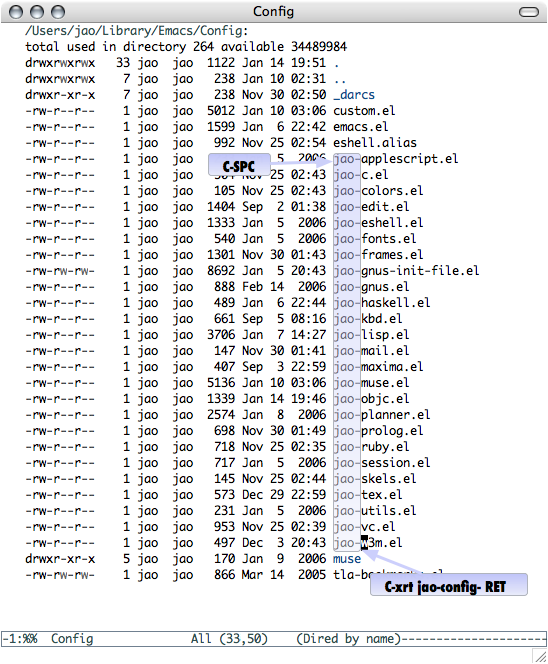 Config
/Users/jao/Library/Emacs/Config:
total used in directory 264 available 34489984
drwxrwxrwx 33 jao jao 1122 Jan 14 19:51 .
drwxrwxrwx 7 jao jao 238 Jan 10 02:31 ..
drwxr-xr-x 7 jao jao 238 Nov 30 02:50 _darcs
-rw-r--r-- 1 jao jao 5012 Jan 10 03:06 custom.el
-rw-r--r-- 1 jao jao 1599 Jan 6 22:42 emacs.el
-rw-r--r-- 1 jao jao 992 Nov 25 02:54 eshell.alias
-rw-r--r-- 1 jao jao 5 2006 jao-applescript.el
C-SPC
-rw-r--r-- 1 jao jao Nov 25 02:43 jao-c.el
-rw-r--r-- 1 jao jao 105 Nov 25 02:43 jao-colors.el
-rw-r--r-- 1 jao jao 1404 Sep 2 01:38 jao-edit.el
-rw-r--r-- 1 jao jao 1333 Jan 5 2006 jao-eshell.el
-rw-r--r-- 1 jao jao 540 Jan 5 2006 jao-fonts.el
-rw-r--r-- 1 jao jao 1301 Nov 30 01:43 jao-frames.el
-rw-rw-rw- 1 jao jao 8692 Jan 5 20:43 jao-gnus-init-file.el
-rw-r--r-- 1 jao jao 888 Feb 14 2006 jao-gnus.el
-rw-r--r-- 1 jao jao 489 Jan 6 22:44 jao-haskell.el
-rw-r--r-- 1 jao jao 661 Sep 5 08:16 jao-kbd.el
-rw-r--r-- 1 jao jao 3706 Jan 7 14:27 jao-lisp.el
-rw-r--r-- 1 jao jao 147 Nov 30 01:41 jao-mail.el
-rw-r--r-- 1 jao jao 407 Sep 3 22:59 jao-maxima.el
-rw-r--r-- 1 jao jao 5136 Jan 10 03:06 jao-muse.el
-rw-r--r-- 1 jao jao 1339 Jan 14 19:46 jao-objc.el
-rw-r--r-- 1 jao jao 2574 Jan 8 2006 jao-planner.el
-rw-r--r-- 1 jao jao 698 Nov 30 01:49 jao-prolog.el
-rw-r--r-- 1 jao jao 718 Nov 25 02:35 jao-ruby.el
-rw-r--r-- 1 jao jao 717 Jan 5 2006 jao-session.el
-rw-r--r-- 1 jao jao 145 Nov 25 02:44 jao-skels.el
-rw-r--r-- 1 jao jao 573 Dec 29 22:59 jao-tex.el
-rw-r--r-- 1 jao jao 231 Jan 5 2006 jao-utils.el
-rw-r--r-- 1 jao jao 953 Nov 25 02:39 jao-vc.el
-rw-r--r-- 1 jao jao 497 Dec 3 20:43 jao-w3m.el
drwxr-xr-x 5 jao jao 170 Jan 9 2006 muse
-rw-rw-rw- 1 jao jao 866 Mar 14 2005
C-xrt jao-config- RET
-1:%% Config All (33,50) (Dired by name)--------------------